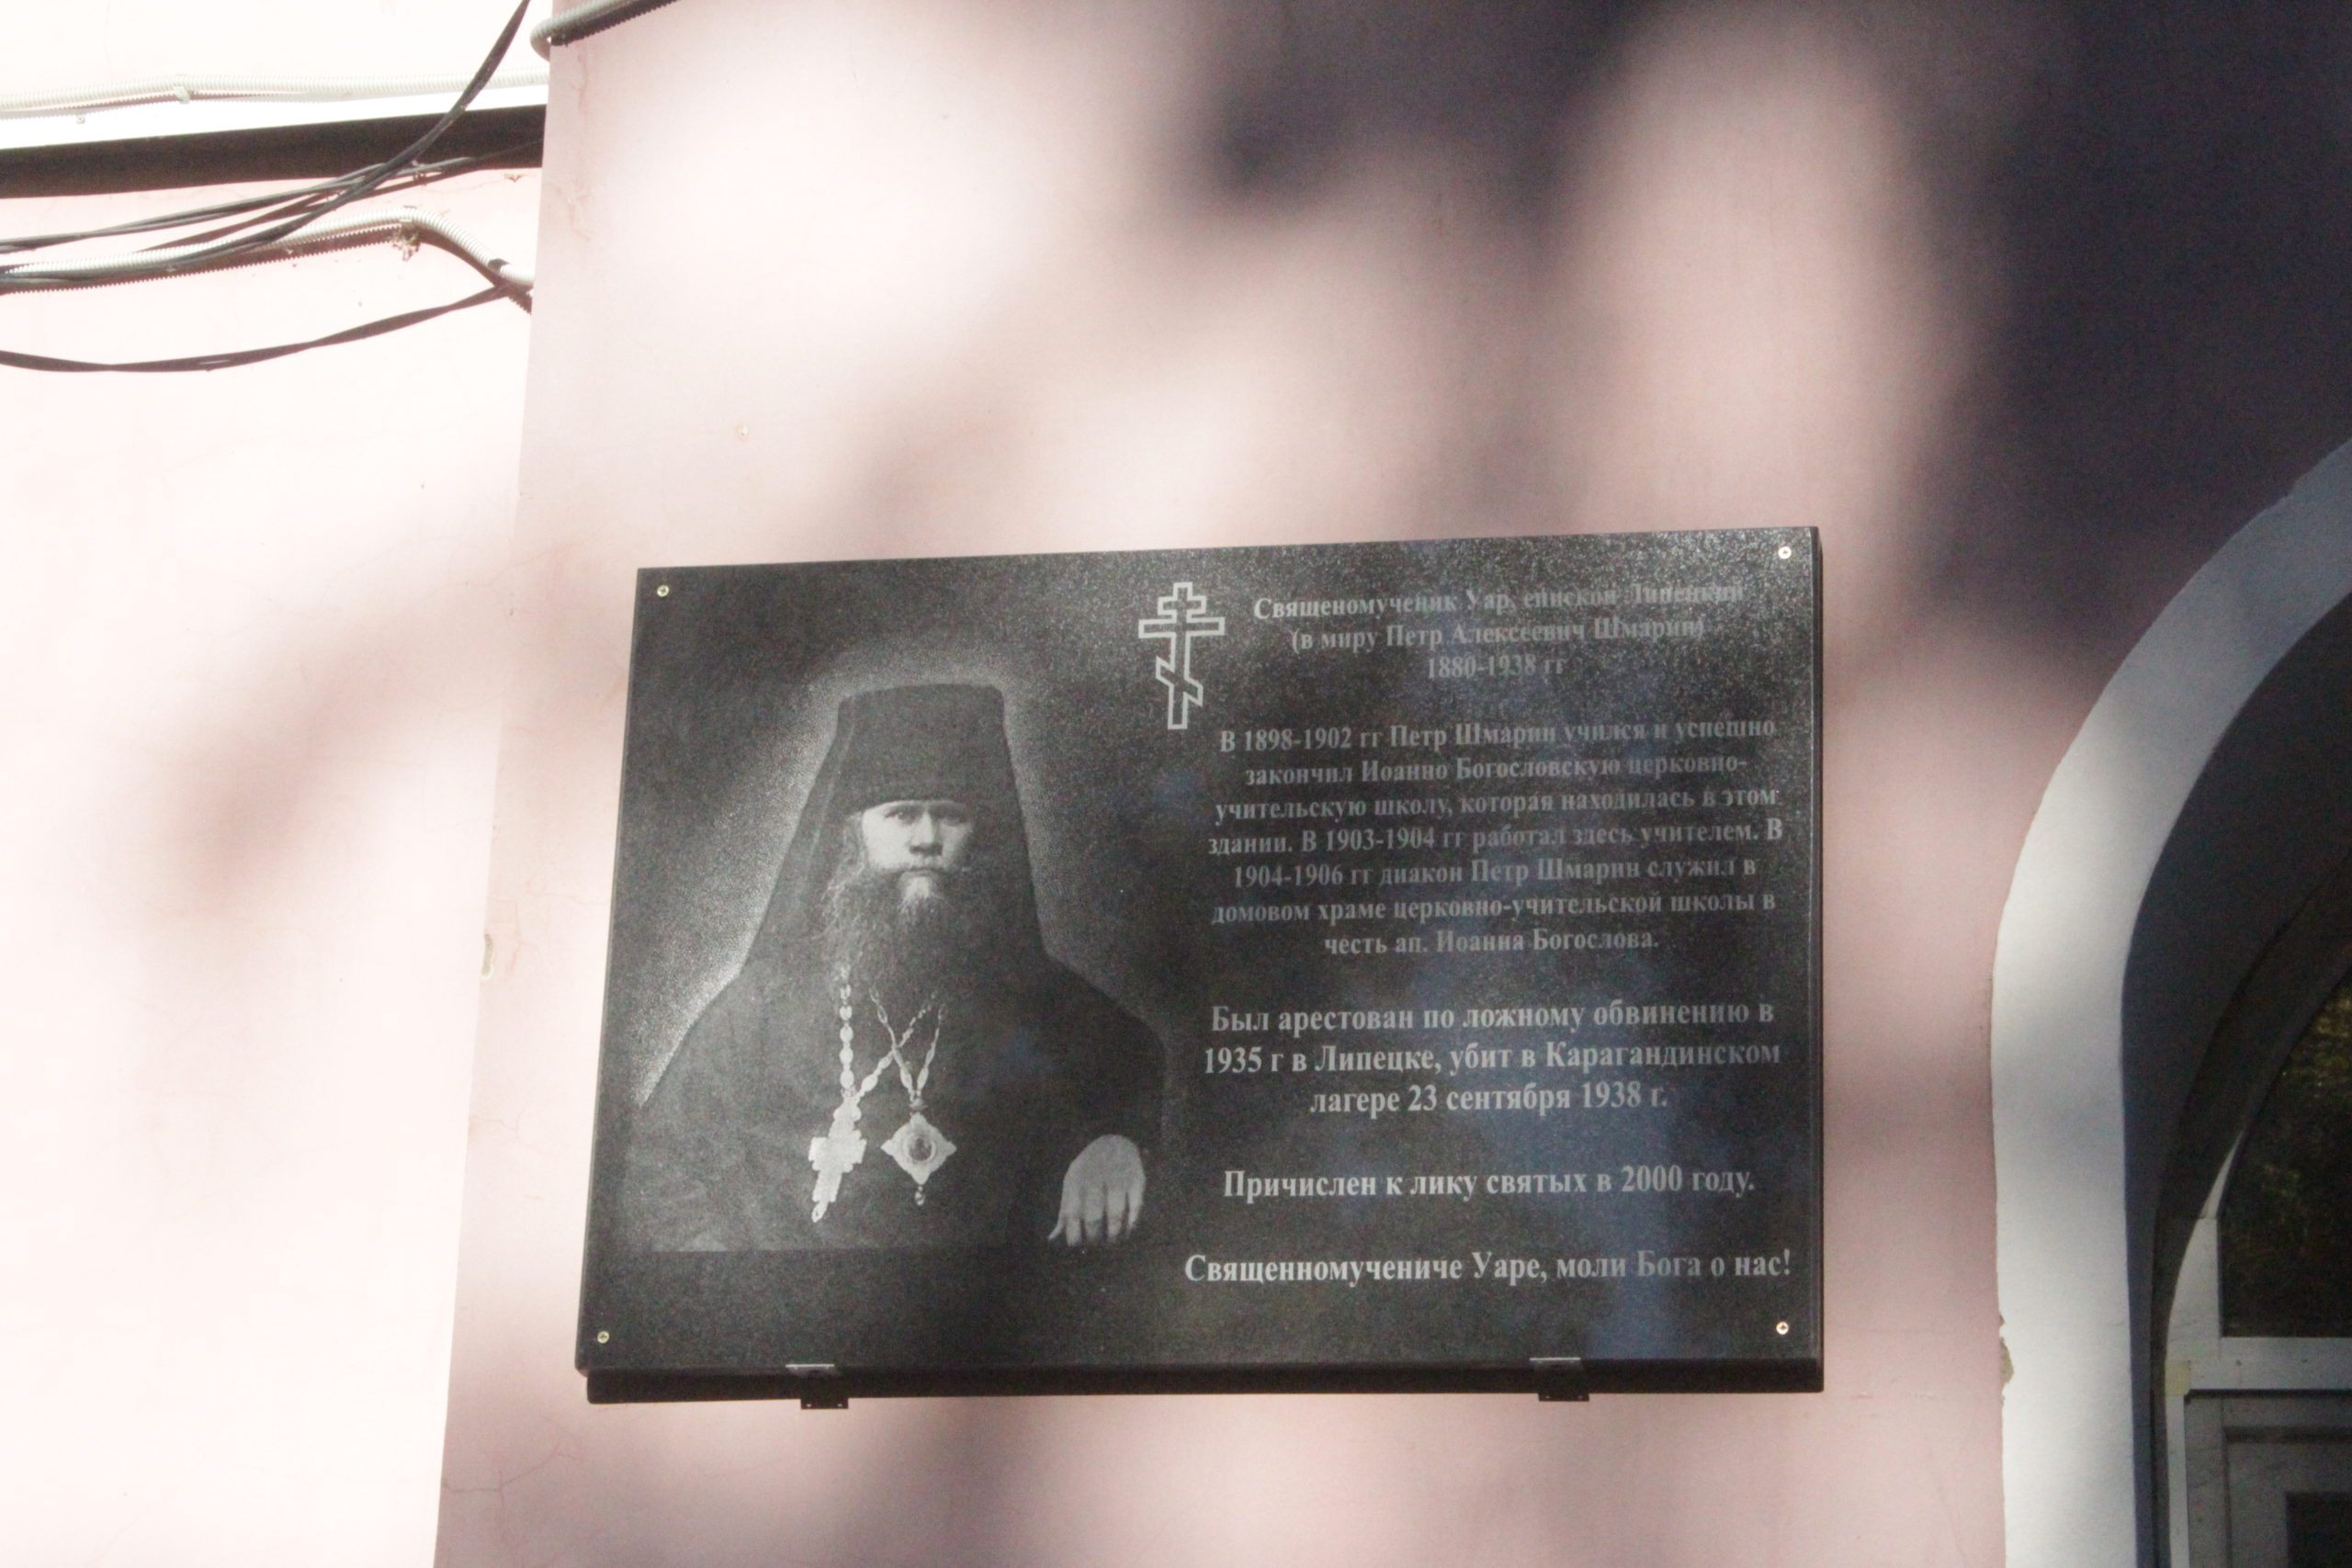 Священомученик Уар, епископ Липецкий
(в миру Петр Алексеевич Шмарин)
1880-1938 гг
В 1898-1902 гг Петр Шмарин учился и успешно
закончил Иоанно Богословскую церковно-
учительскую школу, которая находилась в этом
здании. В 1903-1904 гг работал здесь учителем. В
1904-1906 гг диакон Петр Шмарин служил в
домовом храме церковно-учительской школы в
честь ап. Иоанна Богослова.
Был арестован по ложному обвинению в
1935 г в Липецке, убит в Карагандинском
лагере 23 сентября 1938 г.
Причислен к лику святых в 2000 году.
Священномучениче Уаре, моли Бога о нас!